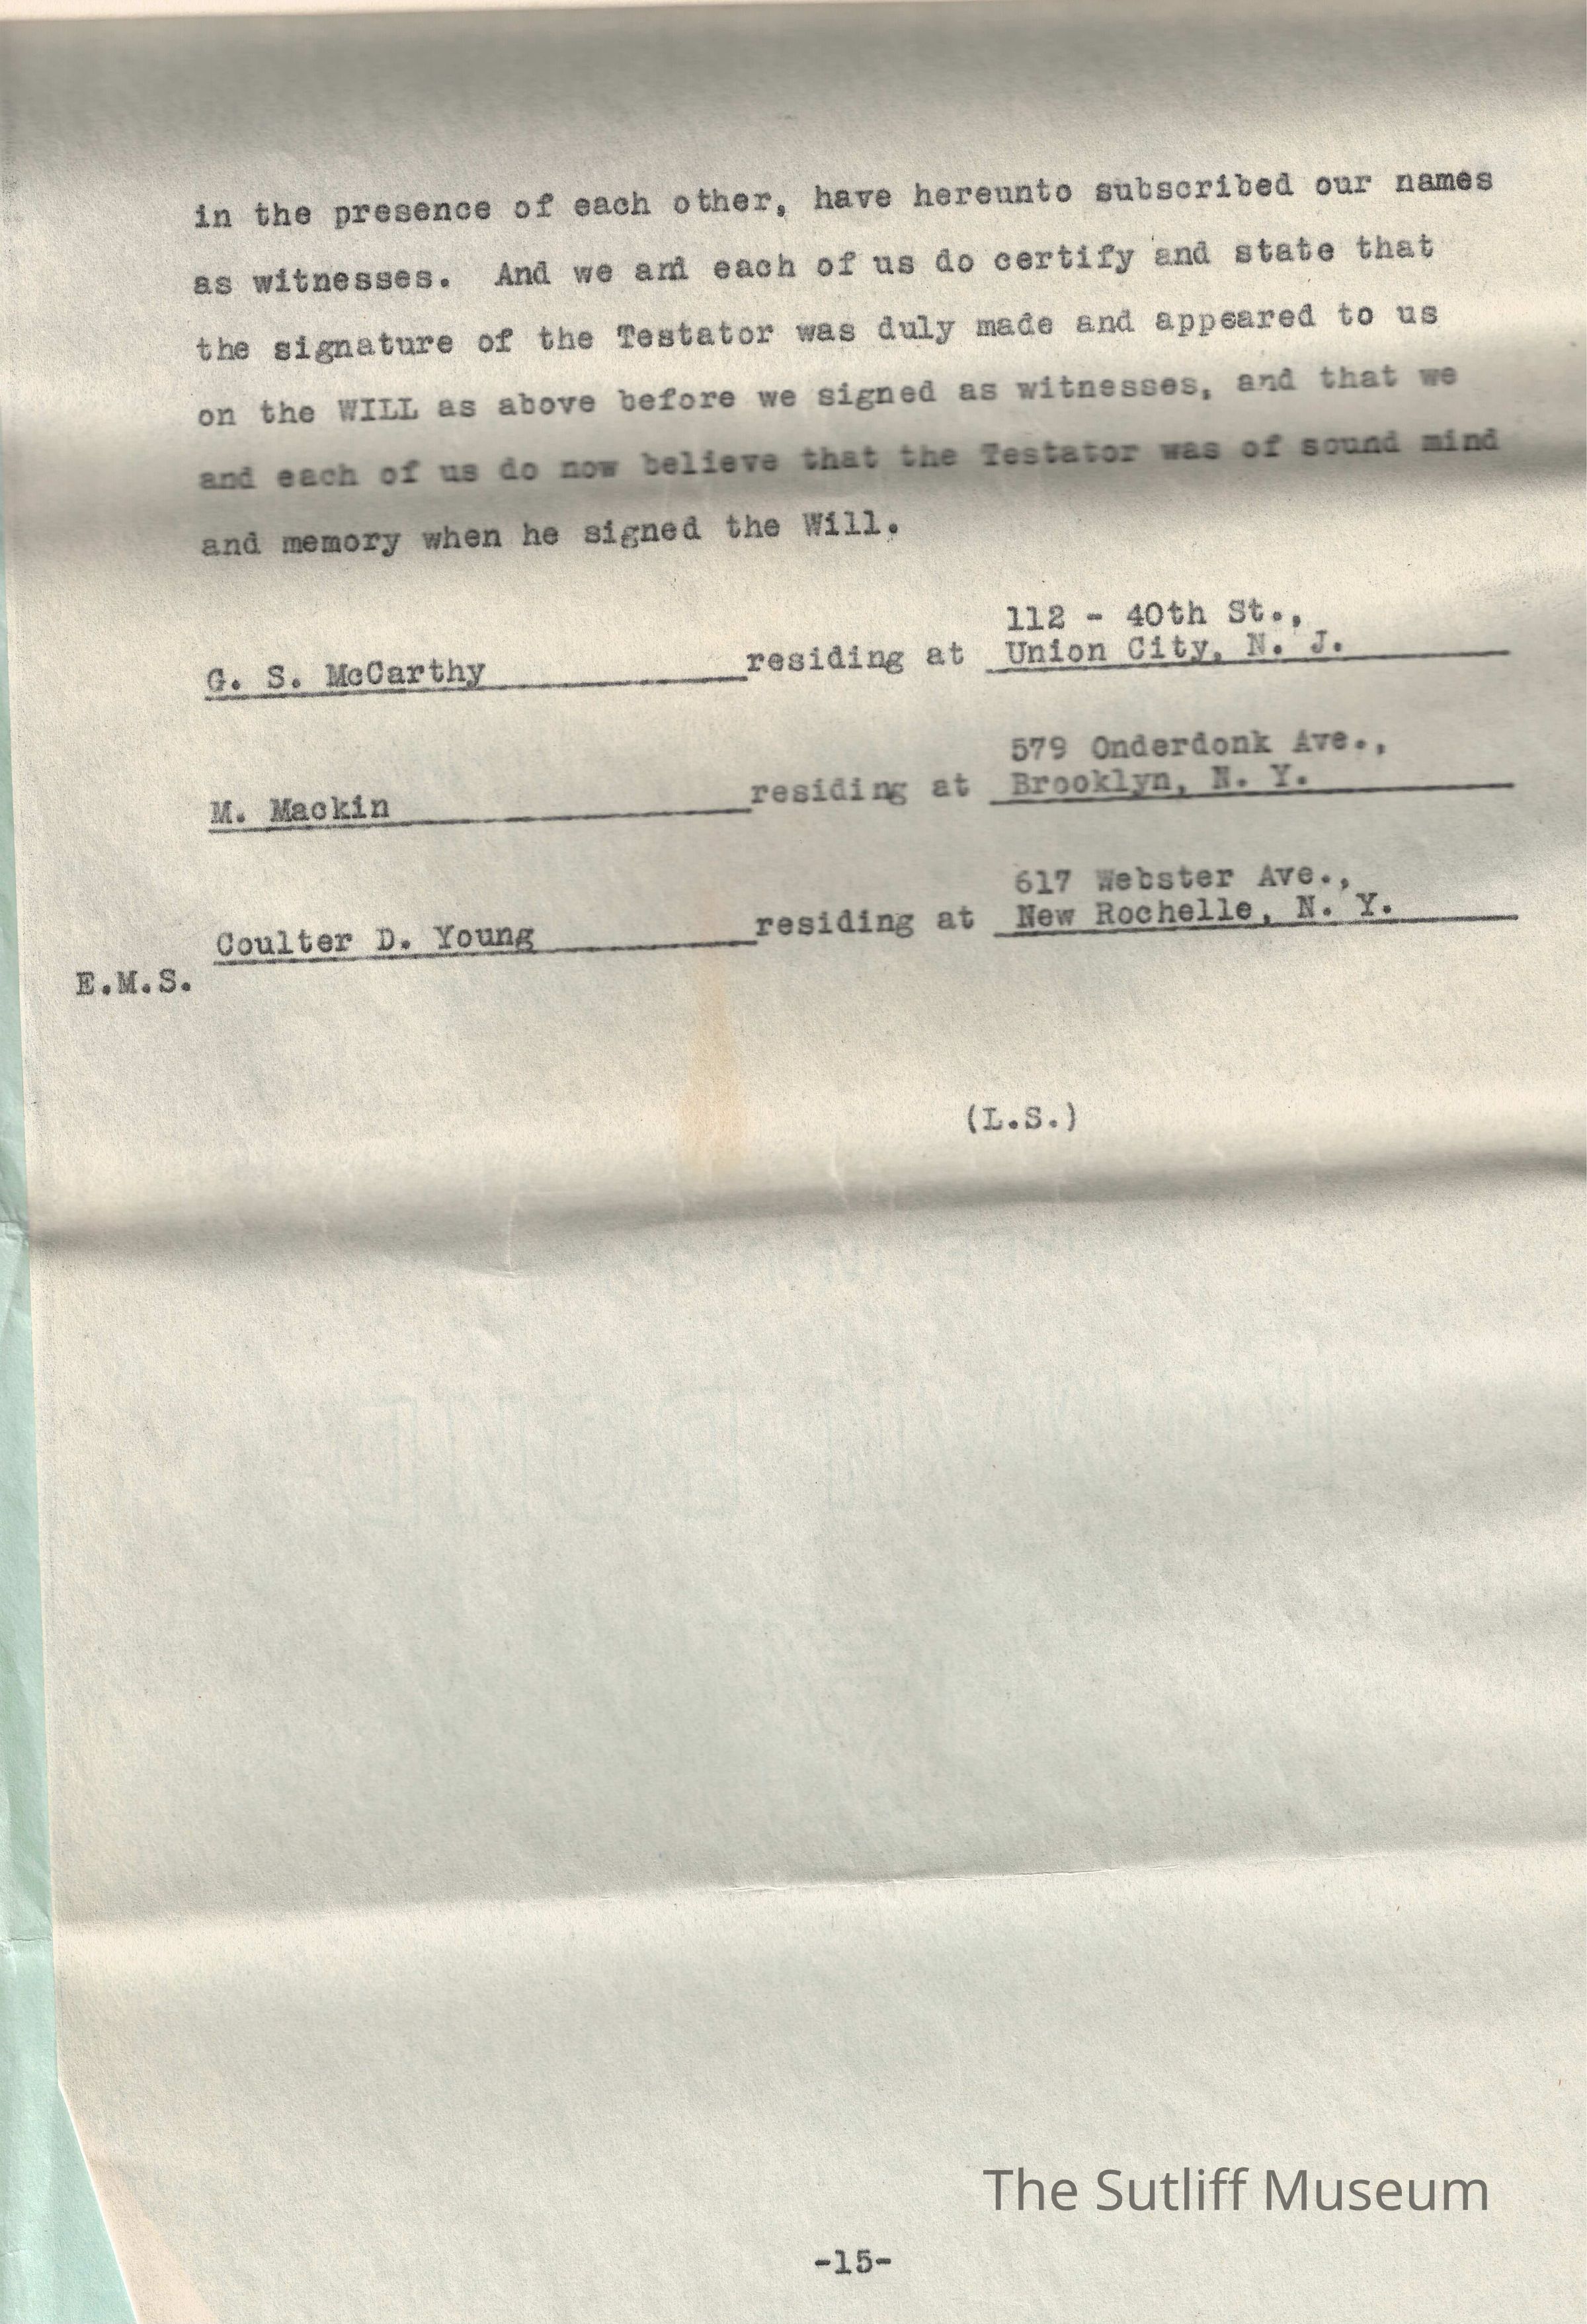 in the presence of each other, have hereunto subscribed our names
as witnesses. And we and each of us do certify and state that
the signature of the Testator was duly made and appeared to us
on the WILL as above before we signed as witnesses, and that we
and each of us do now believe that the Testator was of sound mind
and memory when he signed the Will.
112 - 40th St.,
G. S. McCarthy residing at Union City, N. J.
579 Onderdonk Ave.,
M. Mackin residing at Brooklyn, N. Y.
617 Webster Ave.,
Coulter D. Young residing at New Rochelle, N. Y.
E.M.S.
(L.S.)
The Sutliff Museum
-15-